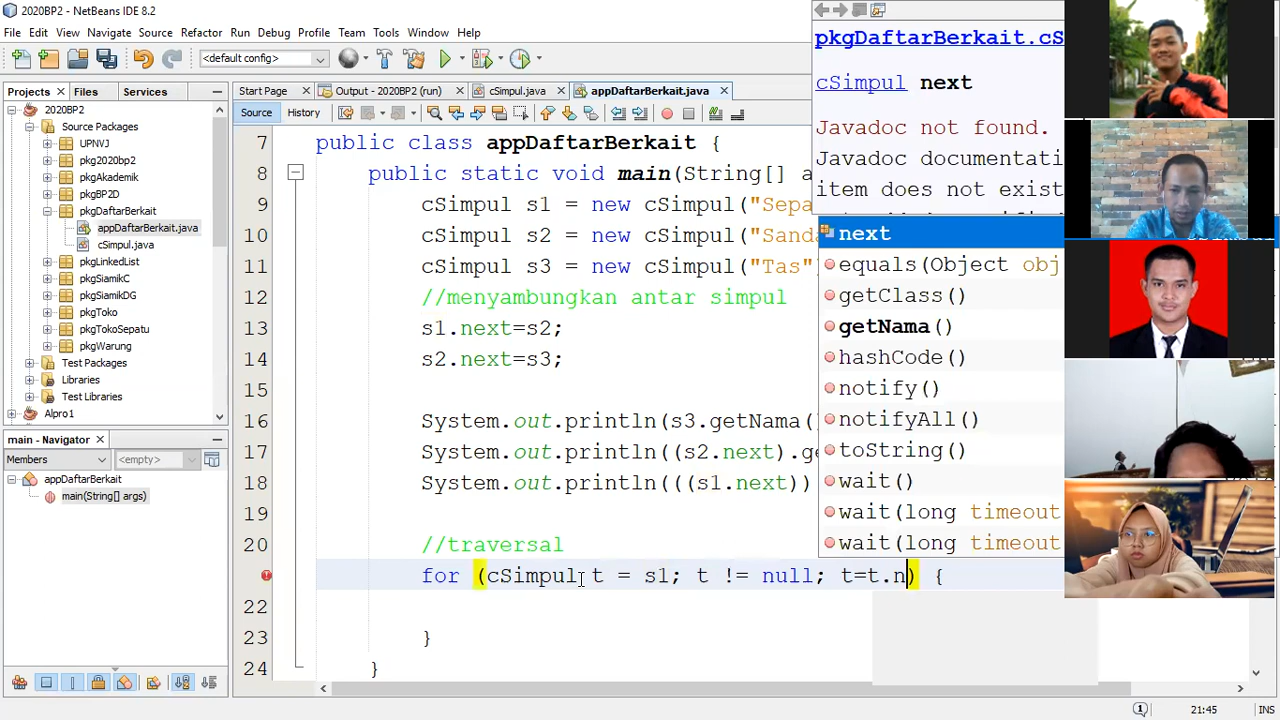 2020BP2 - NetBeans IDE 8.2
File Edit View Navigate Source Refactor Run Debug Profile Team Tools Window Help
<default config>
Projects Files Services
Start Page Output - 2020BP2 (run) cSimpul.java appDaftarBerkait.java
Source History
2020BP2
Source Packages
UPNVJ
pkg2020bp2
pkgAkademik
pkgBP2D
pkgDaftarBerkait
appDaftarBerkait.java
cSimpul.java
pkgLinkedList
pkgSiamikC
pkgSiamikDG
pkgToko
pkgTokoSepatu
pkgWarung
Test Packages
Libraries
Test Libraries
Alpro1
main - Navigator
Members <empty>
appDaftarBerkait
main(String[] args)
7 public class appDaftarBerkait {
8 public static void main(String[] a
9 cSimpul s1 = new cSimpul("Sepa
10 cSimpul s2 = new cSimpul("Sanda
11 cSimpul s3 = new cSimpul("Tas"
12 //menyambungkan antar simpul
13 s1.next=s2;
14 s2.next=s3;
15
16 System.out.println(s3.getNama(
17 System.out.println((s2.next).ge
18 System.out.println(((s1.next))
19
20 //traversal
for (cSimpul t = s1; t != null; t=t.n) {
22
23 }
24 }
pkgDaftarBerkait.cS
cSimpul next
Javadoc not found.
Javadoc documentati
item does not exist
next
equals(Object obj
getClass()
getNama()
hashCode()
notify()
notifyAll()
toString()
wait()
wait(long timeout
wait(long timeout
21:45 INS